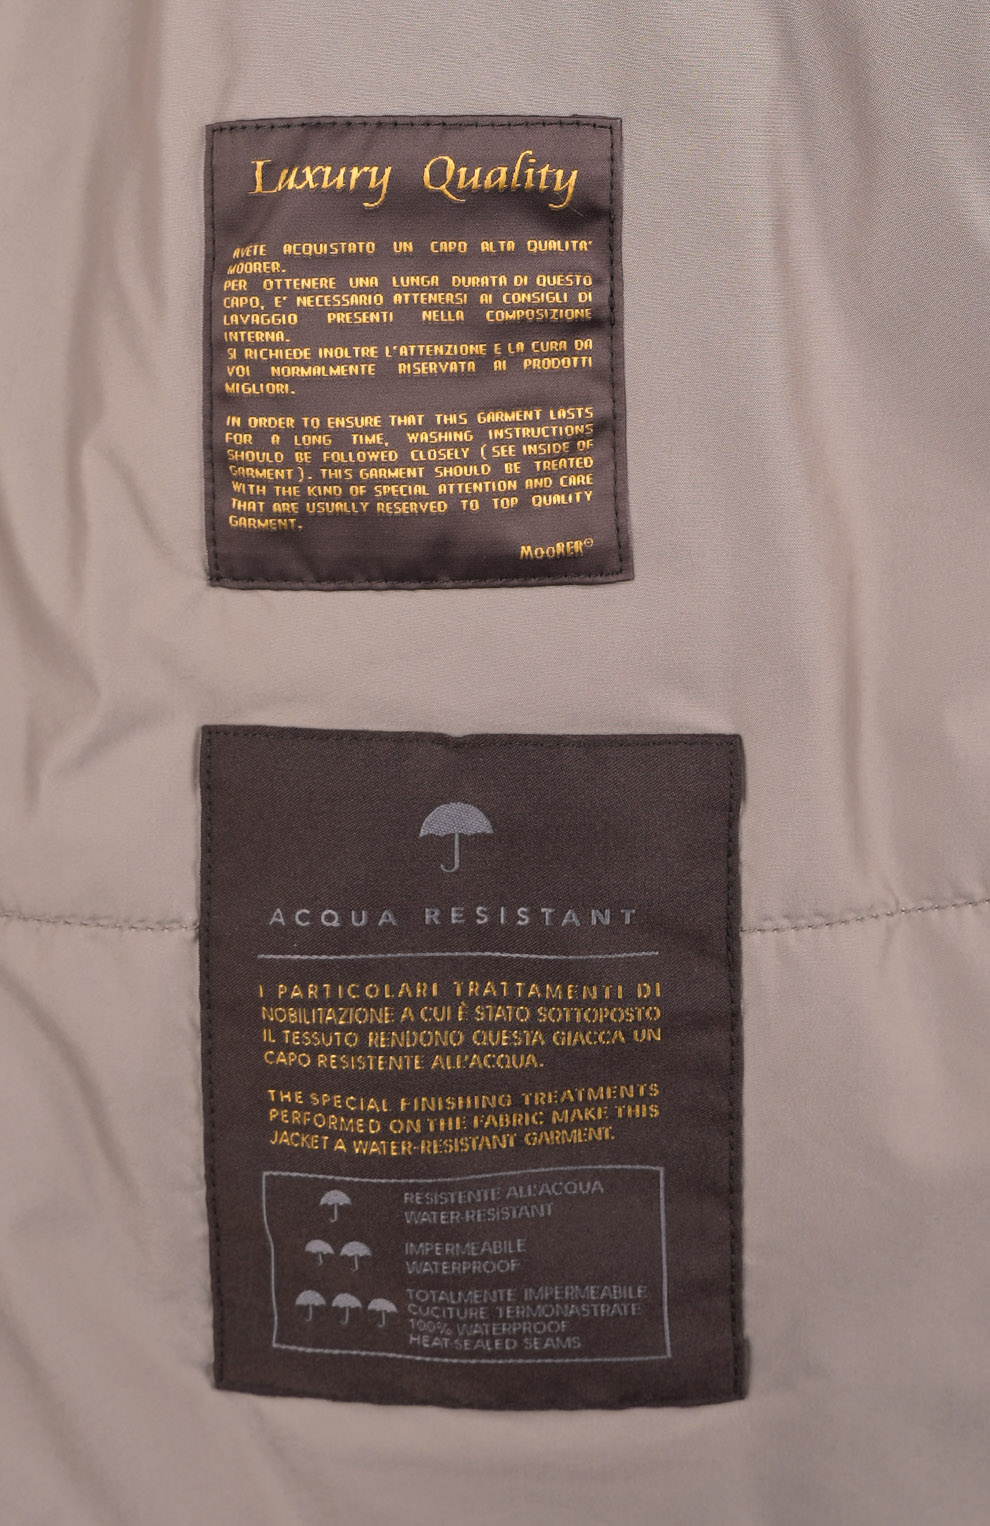 Luxury Quality
AVETE ACQUISTATO UN CAPO ALTA QUALITA'
MOORER.
PER OTTENERE UNA LUNGA DURATA DI QUESTO
CAPO, E' NECESSARIO ATTENERSI AI CONSIGLI DI
LAVAGGIO PRESENTI NELLA COMPOSIZIONE
INTERNA.
SI RICHIEDE INOLTRE L'ATTENZIONE E LA CURA DA
VOI NORMALMENTE RISERVATA AI PRODOTTI
MIGLIORI.
IN ORDER TO ENSURE THAT THIS GARMENT LASTS
FOR A LONG TIME, WASHING INSTRUCTIONS
SHOULD BE FOLLOWED CLOSELY ( SEE INSIDE OF
GARMENT ). THIS GARMENT SHOULD BE TREATED
WITH THE KIND OF SPECIAL ATTENTION AND CARE
THAT ARE USUALLY RESERVED TO TOP QUALITY
GARMENT.
MooRER®
ACQUA RESISTANT
I PARTICOLARI TRATTAMENTI DI
NOBILITAZIONE A CUI È STATO SOTTOPOSTO
IL TESSUTO RENDONO QUESTA GIACCA UN
CAPO RESISTENTE ALL'ACQUA.
THE SPECIAL FINISHING TREATMENTS
PERFORMED ON THE FABRIC MAKE THIS
JACKET A WATER-RESISTANT GARMENT.
RESISTENTE ALL'ACQUA
WATER-RESISTANT
IMPERMEABILE
WATERPROOF
TOTALMENTE IMPERMEABILE
CUCITURE TERMONASTRATE
100% WATERPROOF
HEAT-SEALED SEAMS